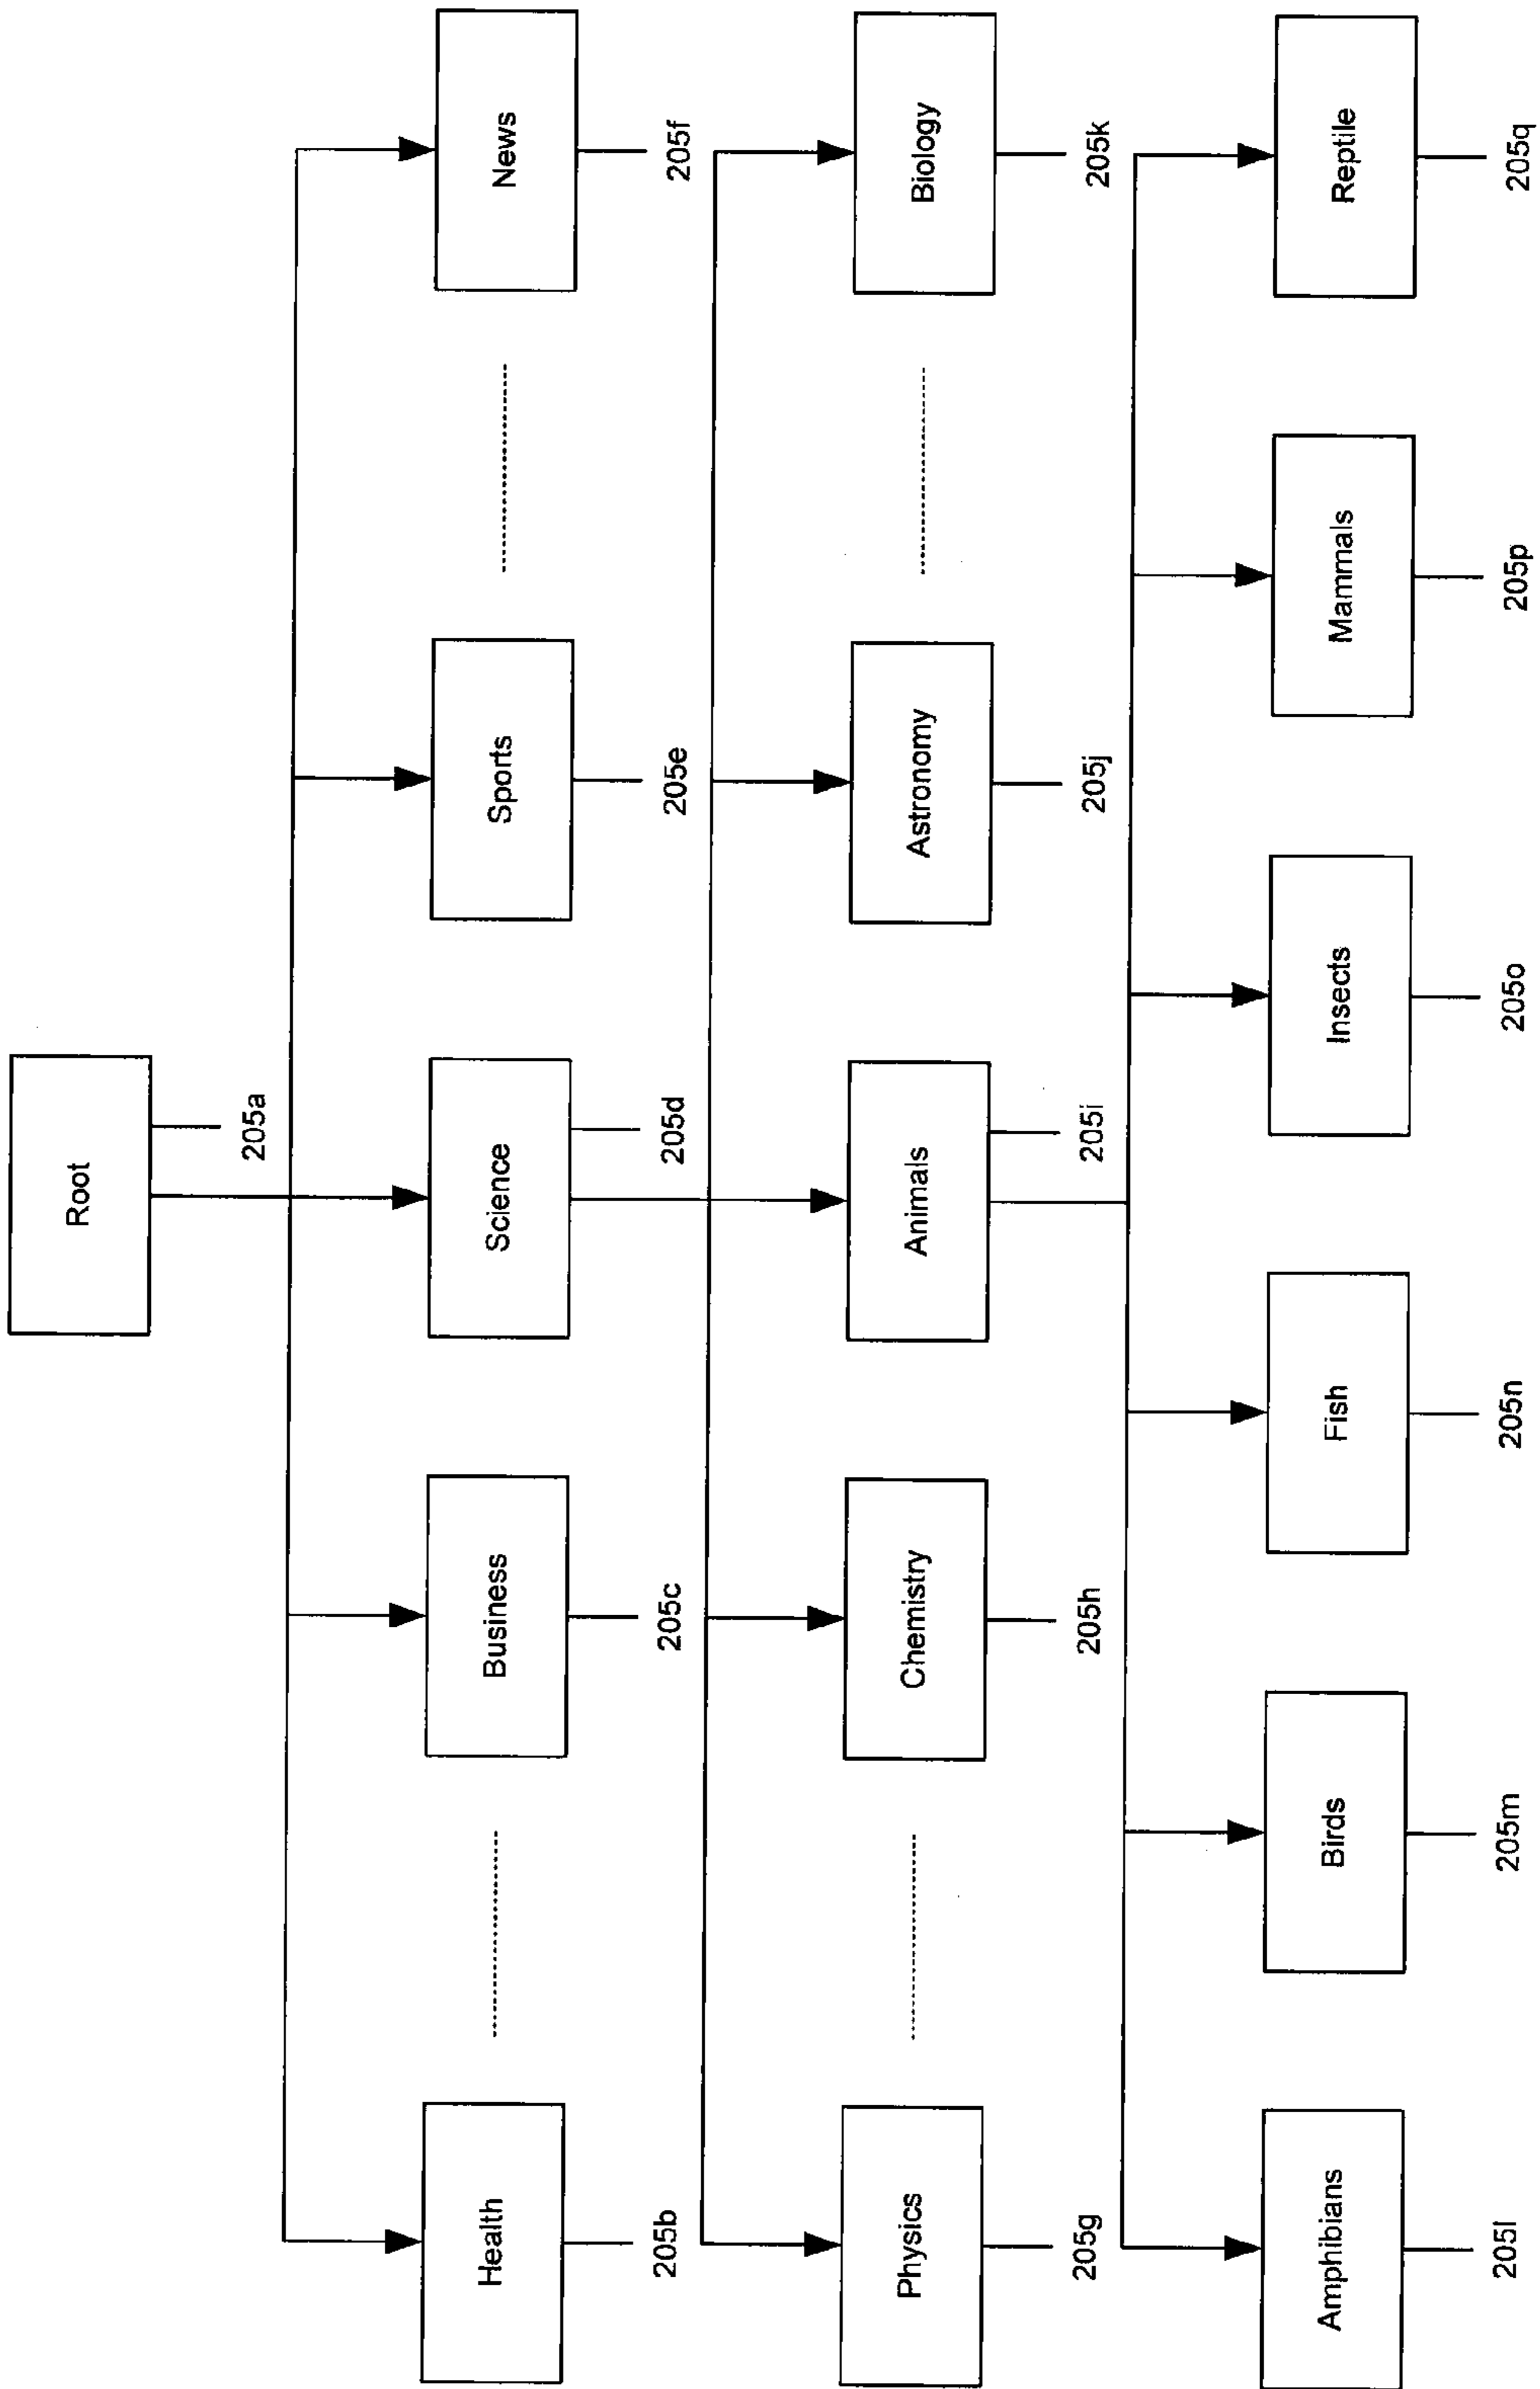 Root
205a
Health
Business
Science
Sports
News
205b
205c
205d
205e
205f
Physics
Chemistry
Animals
Astronomy
Biology
205g
205h
205i
205j
205k
Amphibians
Birds
Fish
Insects
Mammals
Reptile
205l
205m
205n
205o
205p
205q